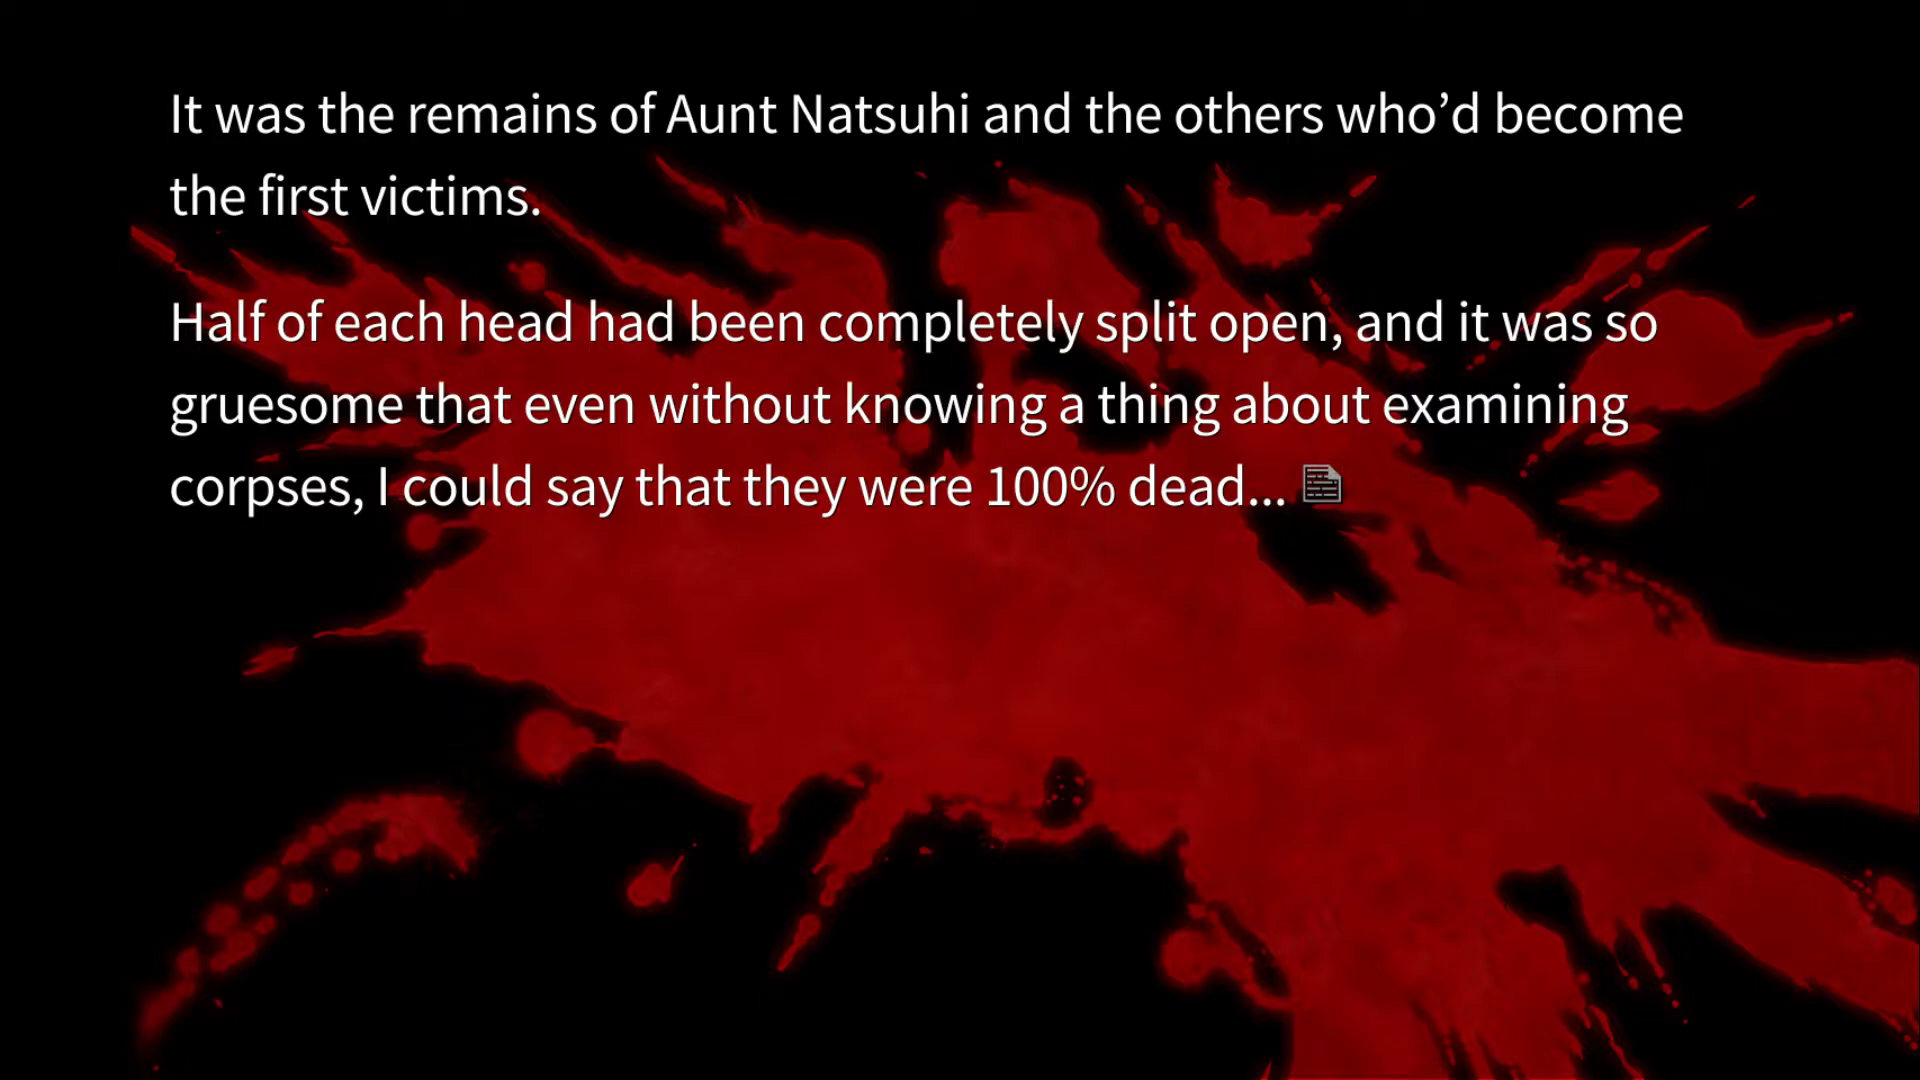 It was the remains of Aunt Natsuhi and the others who’d become
the first victims.
Half of each head had been completely split open, and it was so
gruesome that even without knowing a thing about examining
corpses, I could say that they were 100% dead...